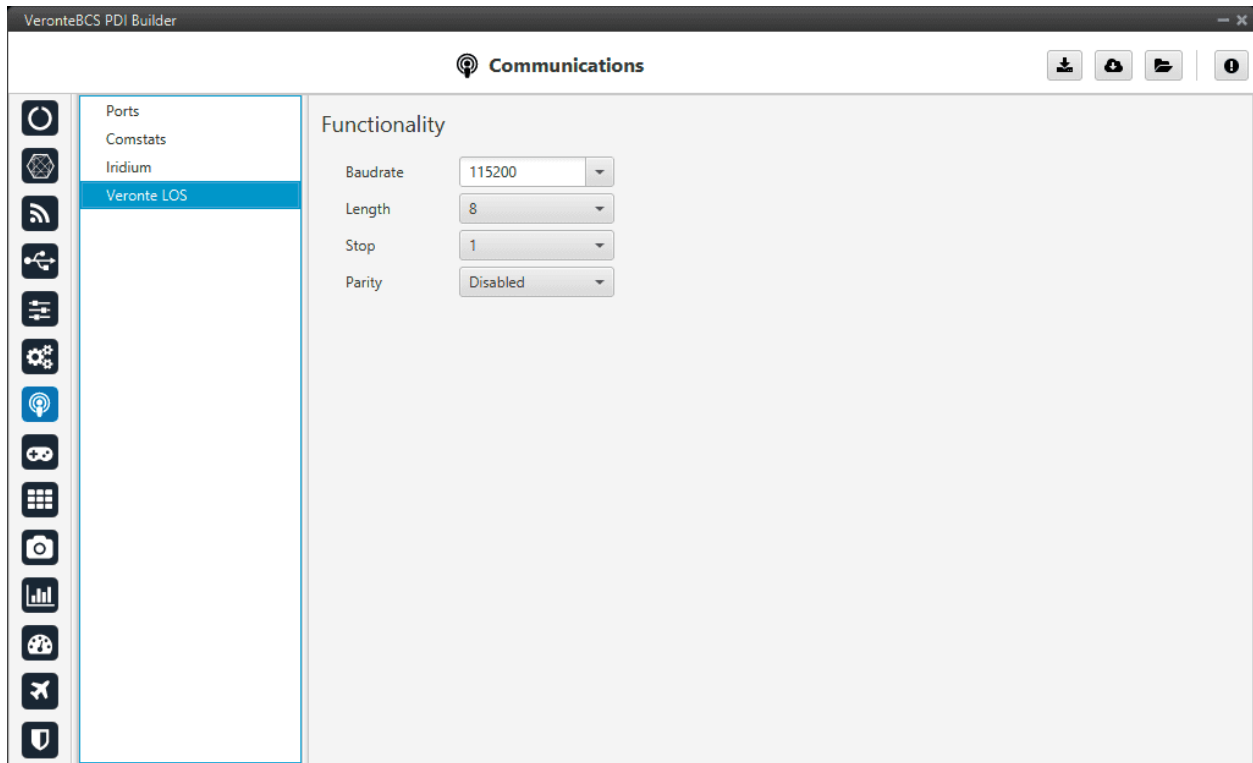 VeronteBCS PDI Builder
Communications
Ports
Comstats
Iridium
Veronte LOS
Functionality
Baudrate 115200
Length 8
Stop 1
Parity Disabled